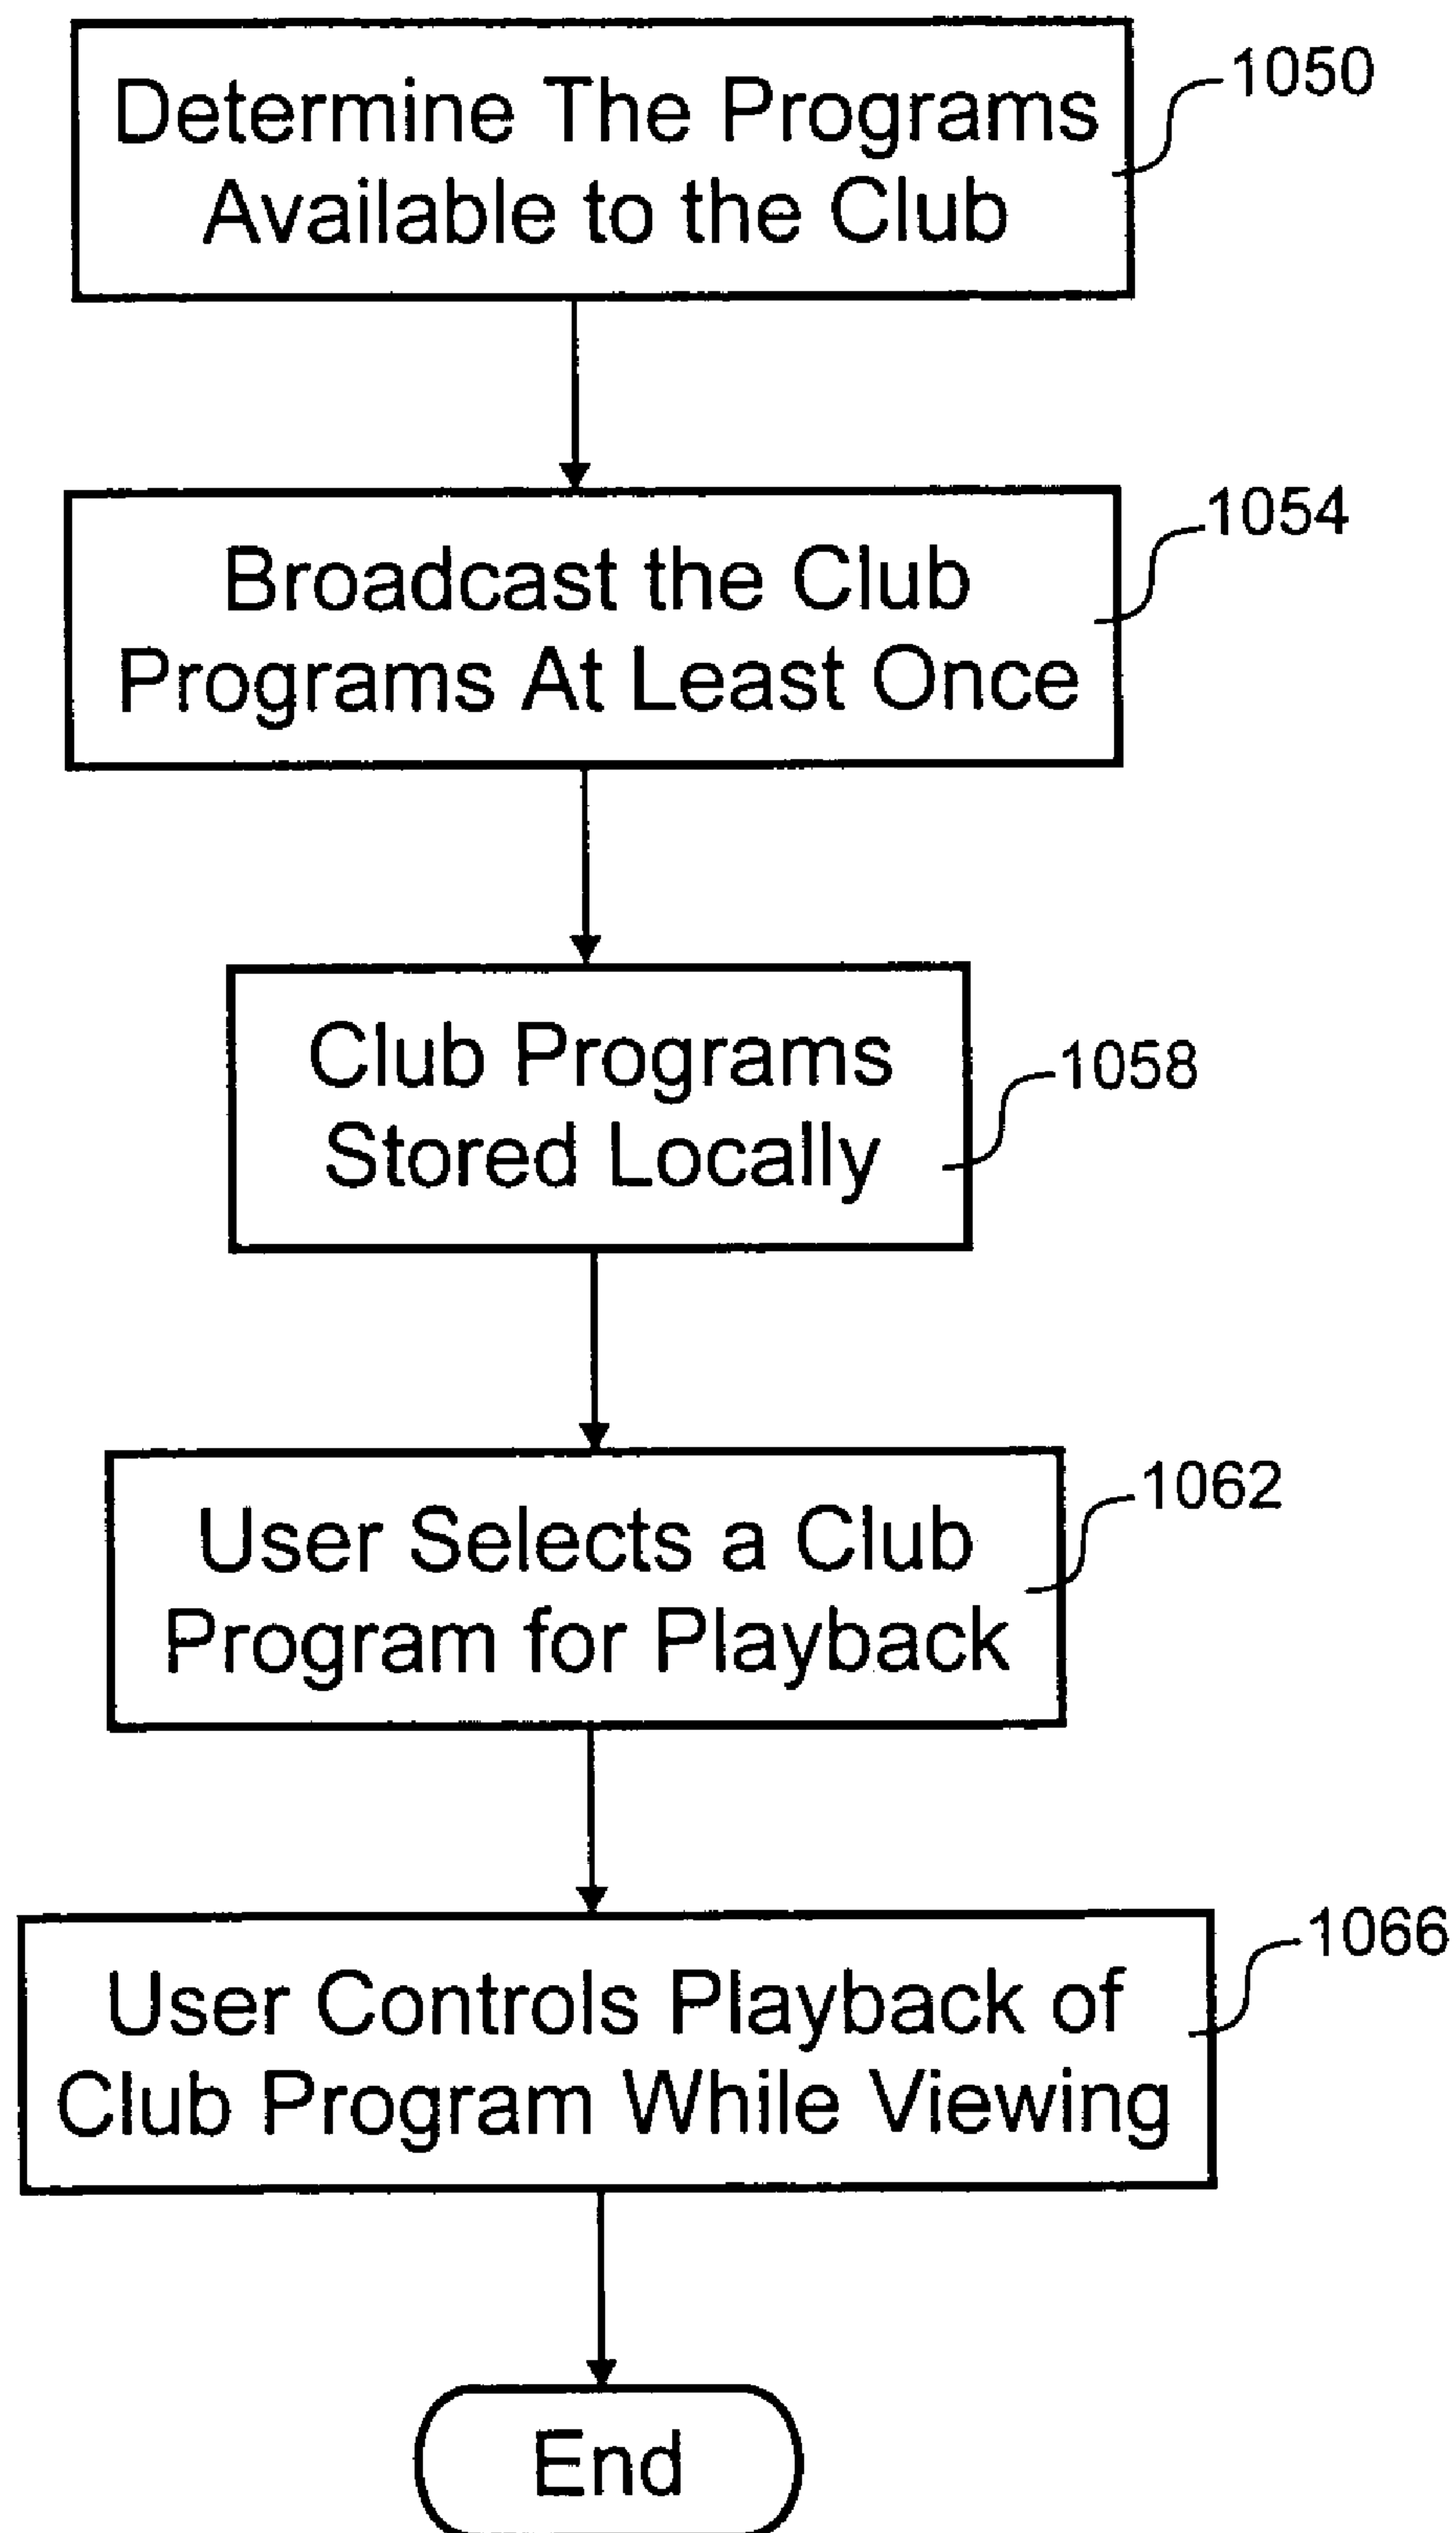 Determine The Programs
Available to the Club
1050
Broadcast the Club
Programs At Least Once
1054
Club Programs
Stored Locally
1058
User Selects a Club
Program for Playback
1062
User Controls Playback of
Club Program While Viewing
1066
End